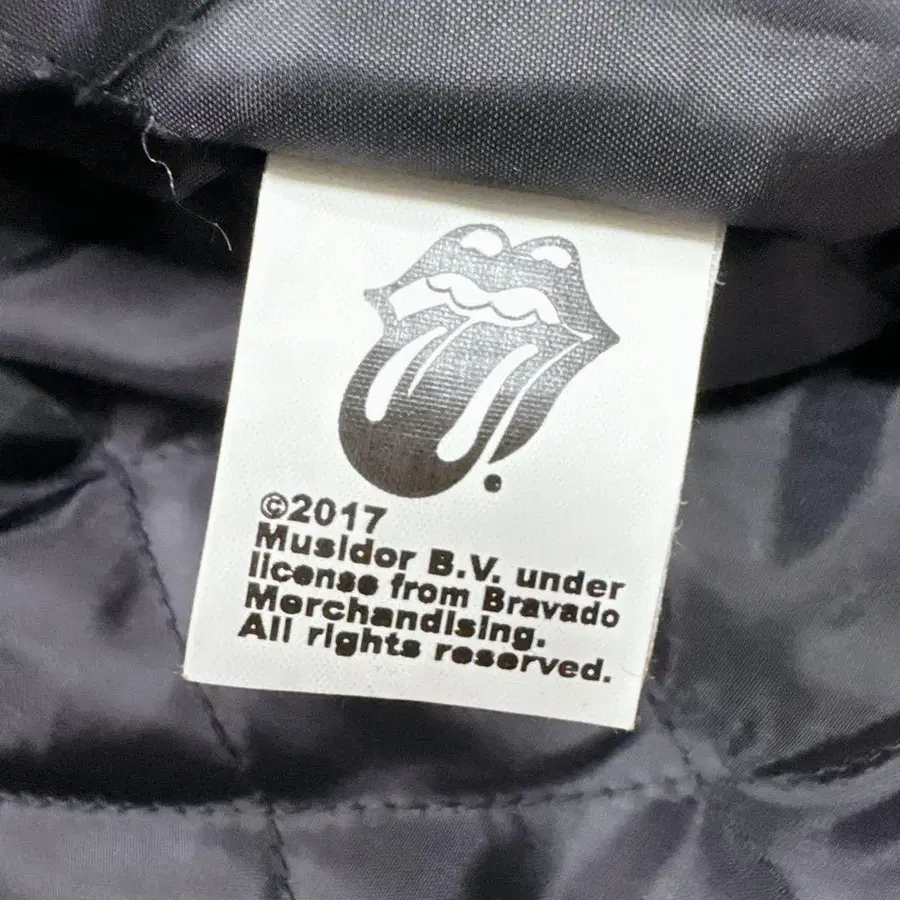 ©2017
Musidor B.V. under
license from Bravado
Merchandising.
All rights reserved.